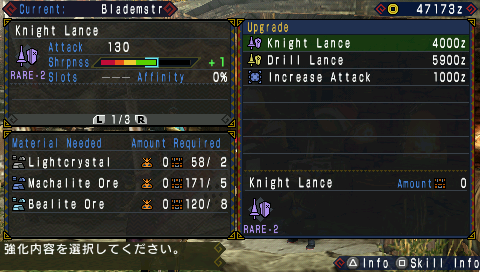 Current: Blademstr
47173z
Knight Lance
Attack 130
Shrpnss +1
RARE-2 Slots --- Affinity 0%
L 1/3 R
Material Needed Amount Required
Lightcrystal 0 58/ 2
Machalite Ore 0 171/ 5
Bealite Ore 0 120/ 8
Upgrade
Knight Lance 4000z
Drill Lance 5900z
Increase Attack 1000z
Knight Lance Amount 0
RARE-2
強化内容を選択してください。
Info Skill Info